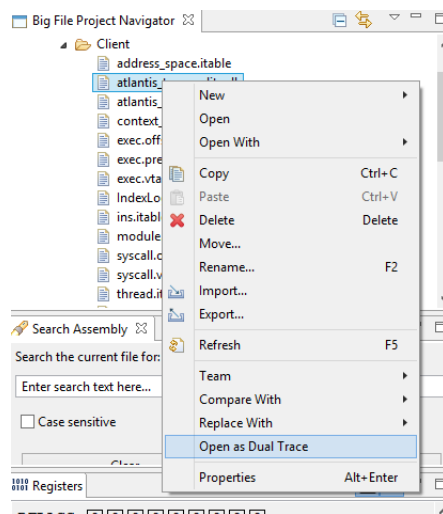 Big File Project Navigator
Client
address_space.itable
atlantis_
atlantis_
context_
exec.off
exec.pre
exec.vta
IndexLo
ins.itabl
module
syscall.c
syscall.v
thread.it
New
Open
Open With
Copy Ctrl+C
Paste Ctrl+V
Delete Delete
Move...
Rename... F2
Import...
Export...
Refresh F5
Team
Compare With
Replace With
Open as Dual Trace
Properties Alt+Enter
Search Assembly
Search the current file for:
Enter search text here...
Case sensitive
Registers